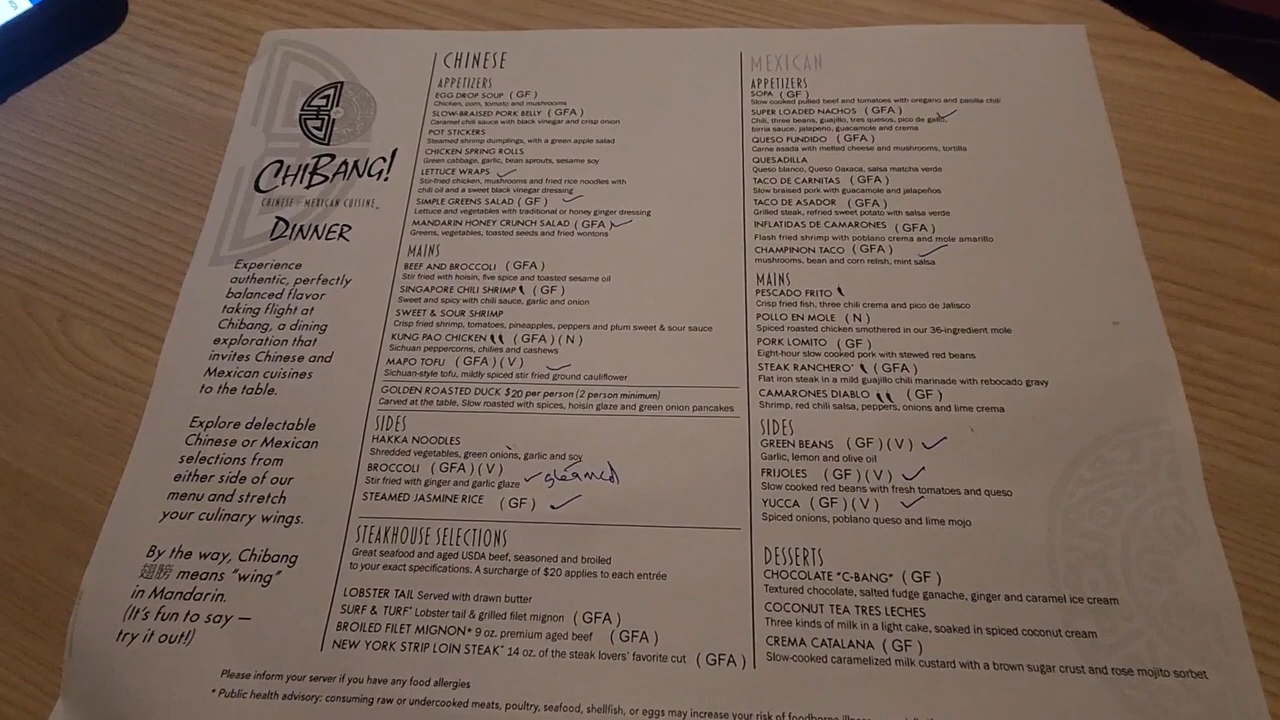 CHIBANG!
CHINESE - MEXICAN CUISINE
DINNER
Experience
authentic, perfectly
balanced flavor
taking flight at
Chibang, a dining
exploration that
invites Chinese and
Mexican cuisines
to the table.
Explore delectable
Chinese or Mexican
selections from
either side of our
menu and stretch
your culinary wings.
By the way, Chibang
翅膀 means "wing"
in Mandarin.
(It's fun to say –
try it out!)
CHINESE
APPETIZERS
EGG DROP SOUP (GF)
Chicken, corn, tomato and mushrooms
SLOW-BRAISED PORK BELLY (GFA)
Caramel chili sauce with black vinegar and crisp onion
POT STICKERS
Steamed shrimp dumplings, with a green apple salad
CHICKEN SPRING ROLLS
Green cabbage, garlic, bean sprouts, sesame soy
LETTUCE WRAPS
Stir-fried chicken, mushrooms and fried rice noodles with
chili oil and a sweet black vinegar dressing
SIMPLE GREENS SALAD (GF)
Lettuce and vegetables with traditional or honey ginger dressing
MANDARIN HONEY CRUNCH SALAD (GFA)
Greens, vegetables, toasted seeds and fried wontons
MAINS
BEEF AND BROCCOLI (GFA)
Stir fried with hoisin, five spice and toasted sesame oil
SINGAPORE CHILI SHRIMP (GF)
Sweet and spicy with chili sauce, garlic and onion
SWEET & SOUR SHRIMP
Crisp fried shrimp, tomatoes, pineapples, peppers and plum sweet & sour sauce
KUNG PAO CHICKEN (GFA)(N)
Sichuan peppercorns, chilies and cashews
MAPO TOFU (GFA)(V)
Sichuan-style tofu, mildly spiced stir fried ground cauliflower
GOLDEN ROASTED DUCK $20 per person (2 person minimum)
Carved at the table. Slow roasted with spices, hoisin glaze and green onion pancakes
SIDES
HAKKA NOODLES
Shredded vegetables, green onions, garlic and soy
BROCCOLI (GFA)(V)
Stir fried with ginger and garlic glaze steamed
STEAMED JASMINE RICE (GF)
STEAKHOUSE SELECTIONS
Great seafood and aged USDA beef, seasoned and broiled
to your exact specifications. A surcharge of $20 applies to each entrée
LOBSTER TAIL Served with drawn butter
SURF & TURF* Lobster tail & grilled filet mignon (GFA)
BROILED FILET MIGNON* 9 oz. premium aged beef (GFA)
NEW YORK STRIP LOIN STEAK* 14 oz. of the steak lovers' favorite cut (GFA)
MEXICAN
APPETIZERS
SOPA (GF)
Slow cooked pulled beef and tomatoes with oregano and pasilla chili
SUPER LOADED NACHOS (GFA)
Chili, three beans, guajillo, tres quesos, pico de gallo,
birria sauce, jalapeno, guacamole and crema
QUESO FUNDIDO (GFA)
Carne asada with melted cheese and mushrooms, tortilla
QUESADILLA
Queso blanco, Queso Oaxaca, salsa matcha verde
TACO DE CARNITAS (GFA)
Slow braised pork with guacamole and jalapeños
TACO DE ASADOR (GFA)
Grilled steak, refried sweet potato with salsa verde
INFLATIDAS DE CAMARONES (GFA)
Flash fried shrimp with poblano crema and mole amarillo
CHAMPINON TACO (GFA)
mushrooms, bean and corn relish, mint salsa
MAINS
PESCADO FRITO
Crisp fried fish, three chili crema and pico de Jalisco
POLLO EN MOLE (N)
Spiced roasted chicken smothered in our 36-ingredient mole
PORK LOMITO (GF)
Eight-hour slow cooked pork with stewed red beans
STEAK RANCHERO* (GFA)
Flat iron steak in a mild guajillo chili marinade with rebocado gravy
CAMARONES DIABLO (GF)
Shrimp, red chili salsa, peppers, onions and lime crema
SIDES
GREEN BEANS (GF)(V)
Garlic, lemon and olive oil
FRIJOLES (GF)(V)
Slow cooked red beans with fresh tomatoes and queso
YUCCA (GF)(V)
Spiced onions, poblano queso and lime mojo
DESSERTS
CHOCOLATE "C-BANG" (GF)
Textured chocolate, salted fudge ganache, ginger and caramel ice cream
COCONUT TEA TRES LECHES
Three kinds of milk in a light cake, soaked in spiced coconut cream
CREMA CATALANA (GF)
Slow-cooked caramelized milk custard with a brown sugar crust and rose mojito sorbet
Please inform your server if you have any food allergies
* Public health advisory: consuming raw or undercooked meats, poultry, seafood, shellfish, or eggs may increase your risk of foodborne